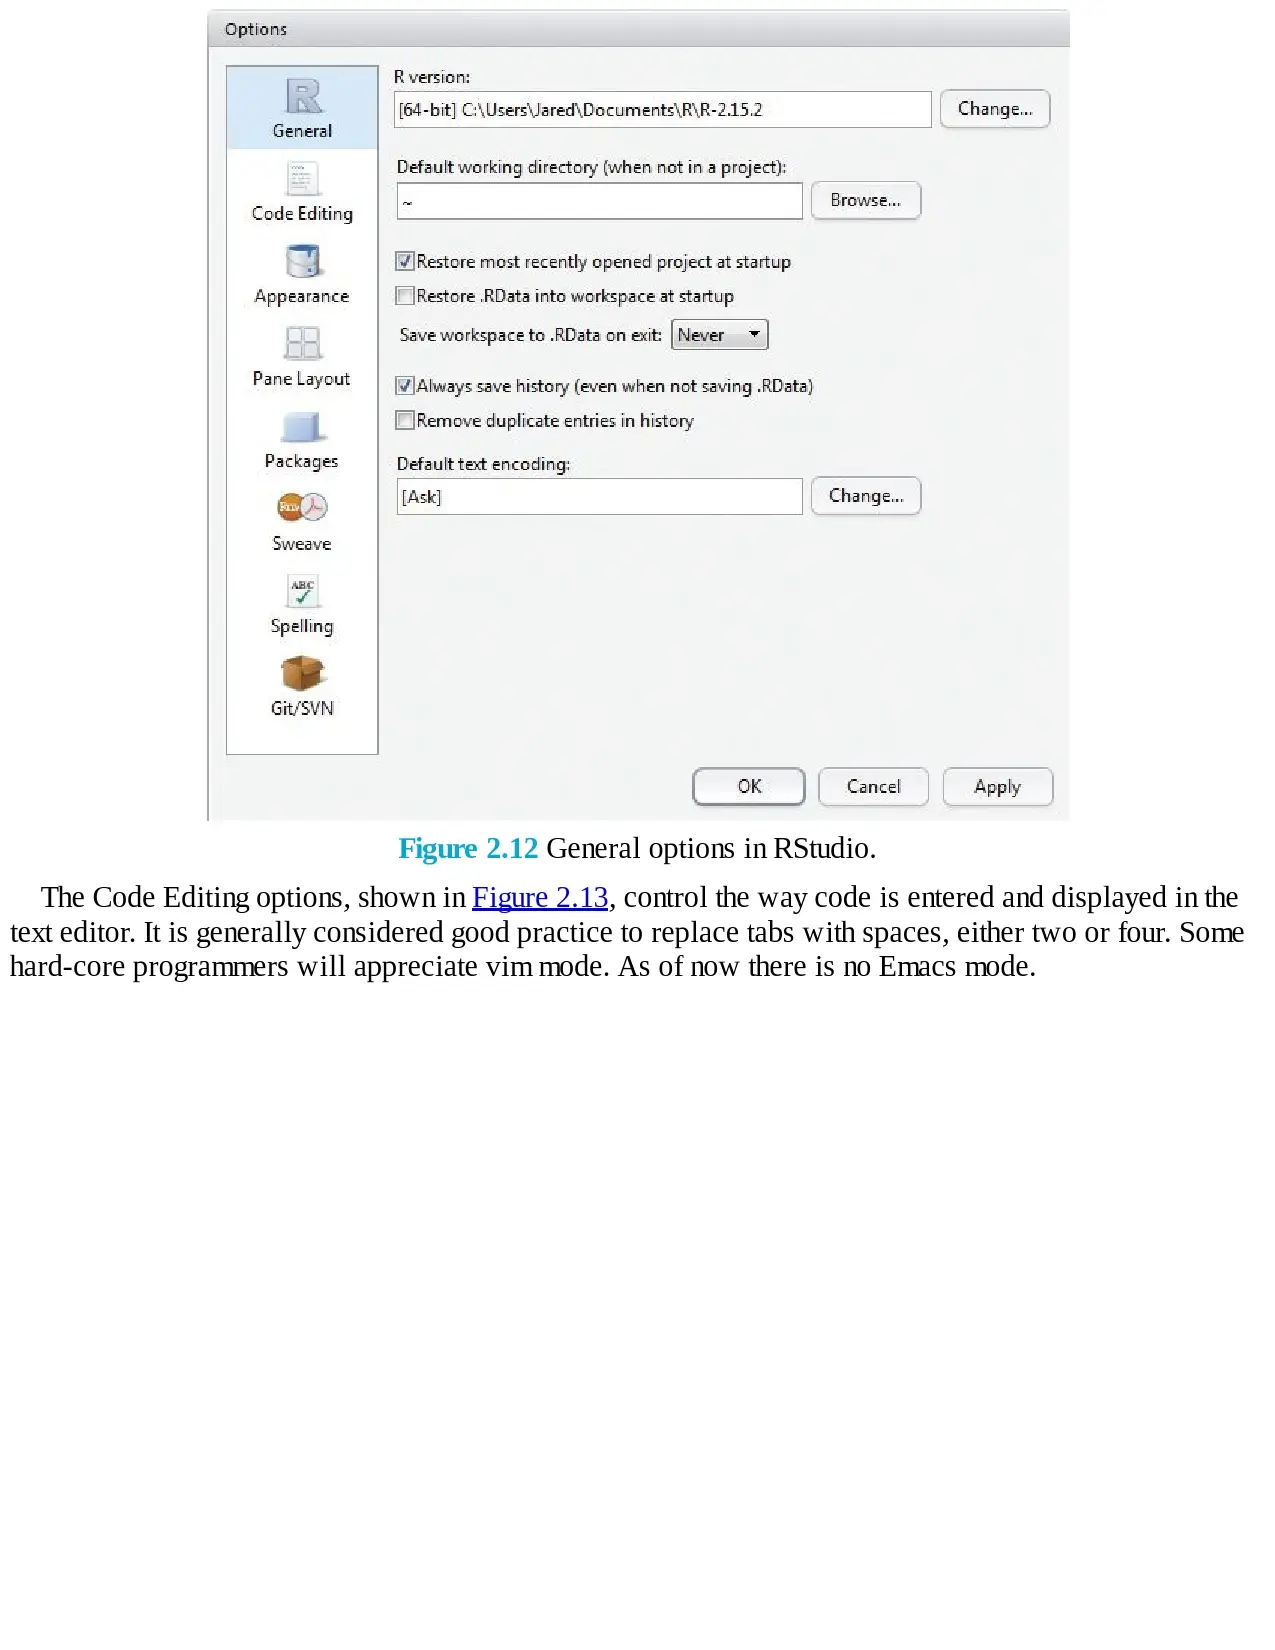 Options
R version:
[64-bit] C:\Users\Jared\Documents\R\R-2.15.2
Change...
General
Default working directory (when not in a project):
~
Browse...
Code Editing
Restore most recently opened project at startup
Appearance
Restore .RData into workspace at startup
Save workspace to .RData on exit: Never
Pane Layout
Always save history (even when not saving .RData)
Remove duplicate entries in history
Packages
Default text encoding:
[Ask]
Change...
Rnw
Sweave
ABC
Spelling
Git/SVN
OK
Cancel
Apply
Figure 2.12 General options in RStudio.
The Code Editing options, shown in Figure 2.13, control the way code is entered and displayed in the
text editor. It is generally considered good practice to replace tabs with spaces, either two or four. Some
hard-core programmers will appreciate vim mode. As of now there is no Emacs mode.